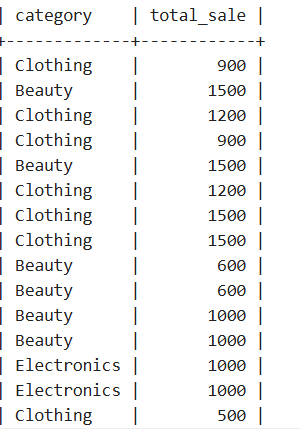 | category    | total_sale |
+-------------+------------+
| Clothing    |        900 |
| Beauty      |       1500 |
| Clothing    |       1200 |
| Clothing    |        900 |
| Beauty      |       1500 |
| Clothing    |       1200 |
| Clothing    |       1500 |
| Clothing    |       1500 |
| Beauty      |        600 |
| Beauty      |        600 |
| Beauty      |       1000 |
| Beauty      |       1000 |
| Electronics |       1000 |
| Electronics |       1000 |
| Clothing    |        500 |